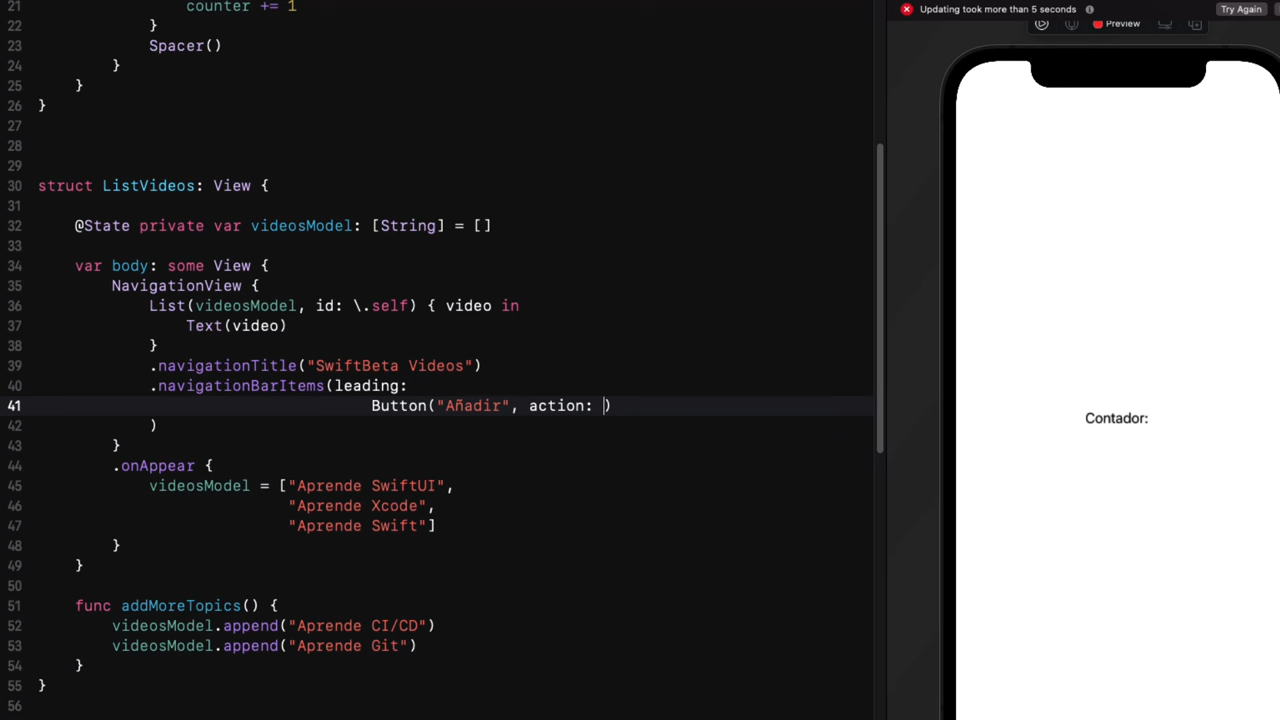 Updating took more than 5 seconds
Try Again
Preview
21 counter += 1
22 }
23 Spacer()
24 }
25 }
26 }
27
28
29
30 struct ListVideos: View {
31
32 @State private var videosModel: [String] = []
33
34 var body: some View {
35 NavigationView {
36 List(videosModel, id: \.self) { video in
37 Text(video)
38 }
39 .navigationTitle("SwiftBeta Videos")
40 .navigationBarItems(leading:
41 Button("Añadir", action: )
42 )
43 }
44 .onAppear {
45 videosModel = ["Aprende SwiftUI",
46 "Aprende Xcode",
47 "Aprende Swift"]
48 }
49 }
50
51 func addMoreTopics() {
52 videosModel.append("Aprende CI/CD")
53 videosModel.append("Aprende Git")
54 }
55 }
56
Contador: